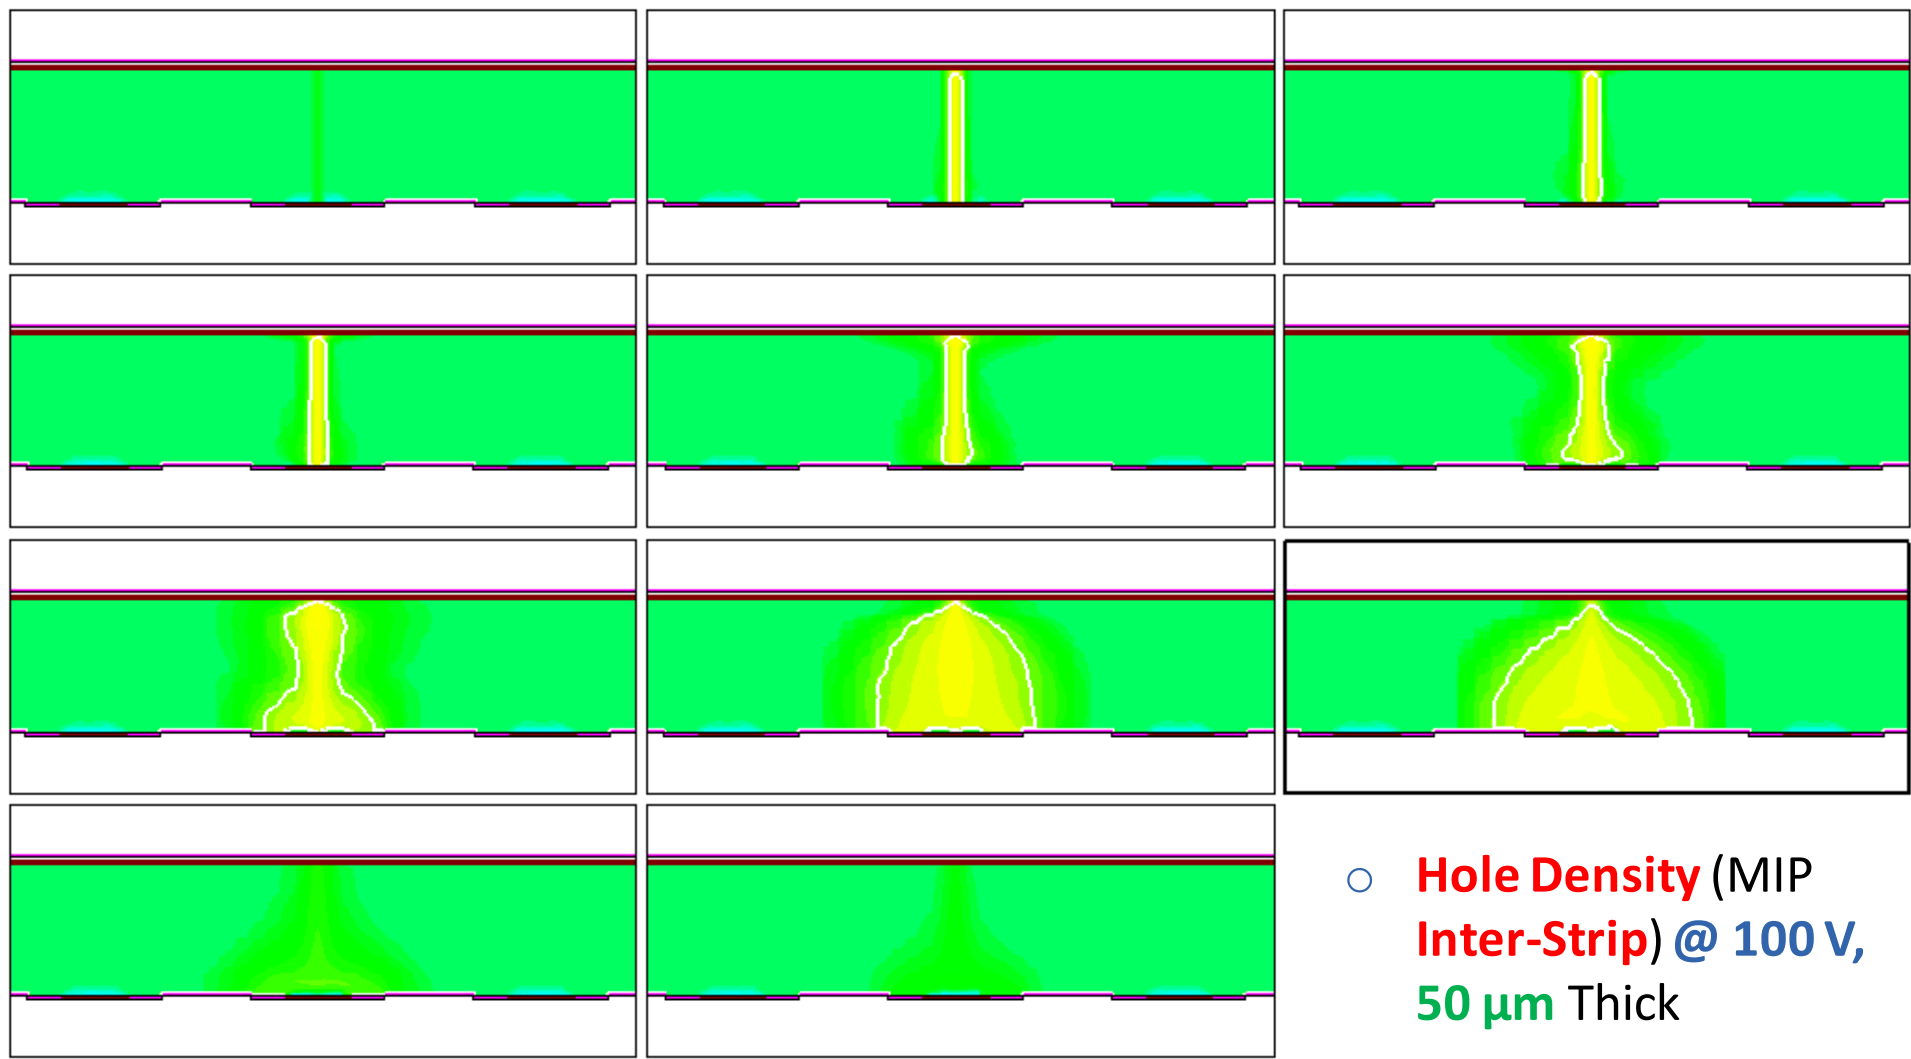 ○ Hole Density (MIP
Inter-Strip) @ 100 V,
50 μm Thick